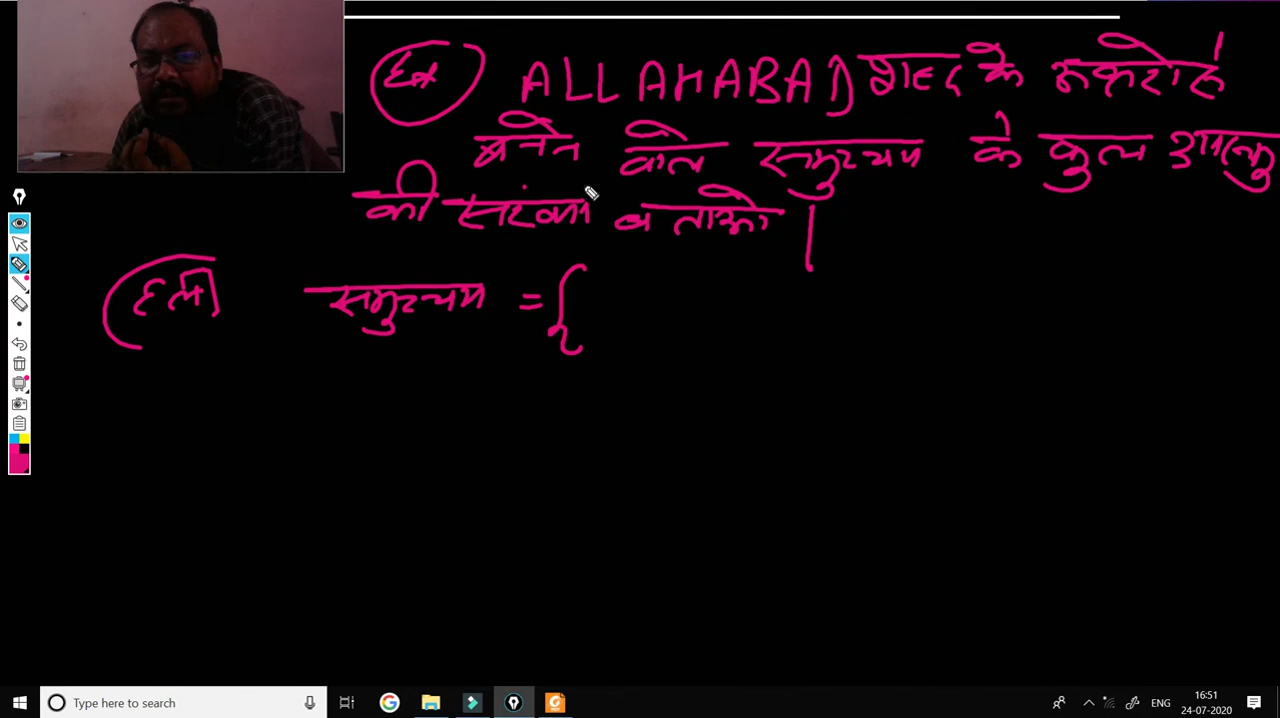 Ex ALLAHABAD शब्द के अक्षरों से
बनने वाले समुच्चय के कुल उपसमु
की संख्या बताओ |
हल समुच्चय = {
Type here to search
ENG
16:51
24-07-2020